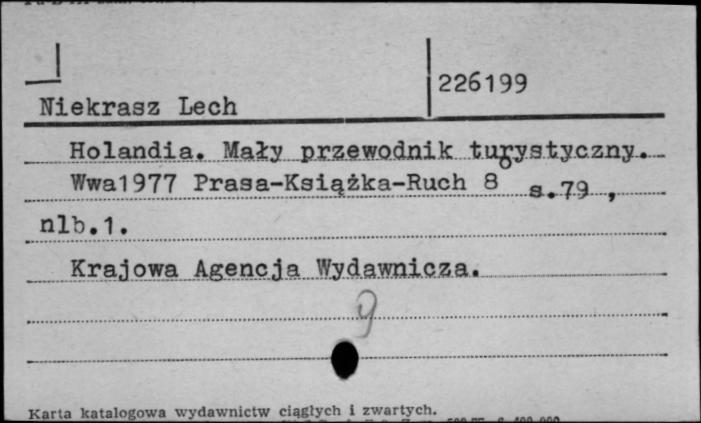 226199
Niekrasz Lech
Holandia. Mały przewodnik turystyczny.
Wwa1977 Prasa-Książka-Ruch 8° s.79 ,
nlb.1.
Krajowa Agencja Wydawnicza.
9
Karta katalogowa wydawnictw ciągłych i zwartych.